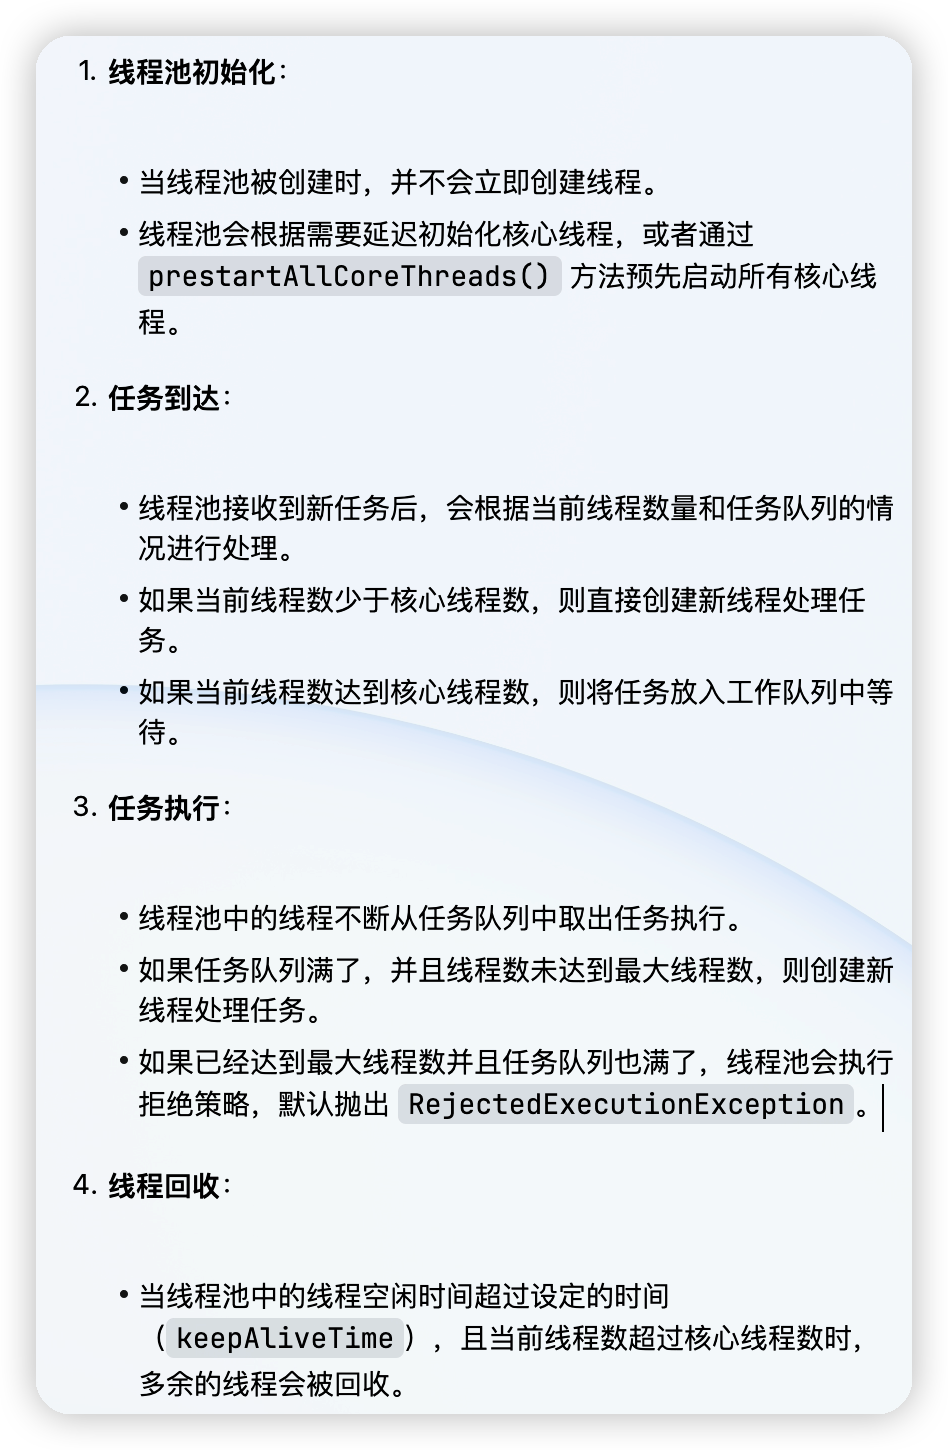 1. 线程池初始化：
• 当线程池被创建时，并不会立即创建线程。
• 线程池会根据需要延迟初始化核心线程，或者通过
prestartAllCoreThreads() 方法预先启动所有核心线
程。
2. 任务到达：
• 线程池接收到新任务后，会根据当前线程数量和任务队列的情
况进行处理。
• 如果当前线程数少于核心线程数，则直接创建新线程处理任
务。
• 如果当前线程数达到核心线程数，则将任务放入工作队列中等
待。
3. 任务执行：
• 线程池中的线程不断从任务队列中取出任务执行。
• 如果任务队列满了，并且线程数未达到最大线程数，则创建新
线程处理任务。
• 如果已经达到最大线程数并且任务队列也满了，线程池会执行
拒绝策略，默认抛出 RejectedExecutionException 。
4. 线程回收：
• 当线程池中的线程空闲时间超过设定的时间
（keepAliveTime），且当前线程数超过核心线程数时，
多余的线程会被回收。